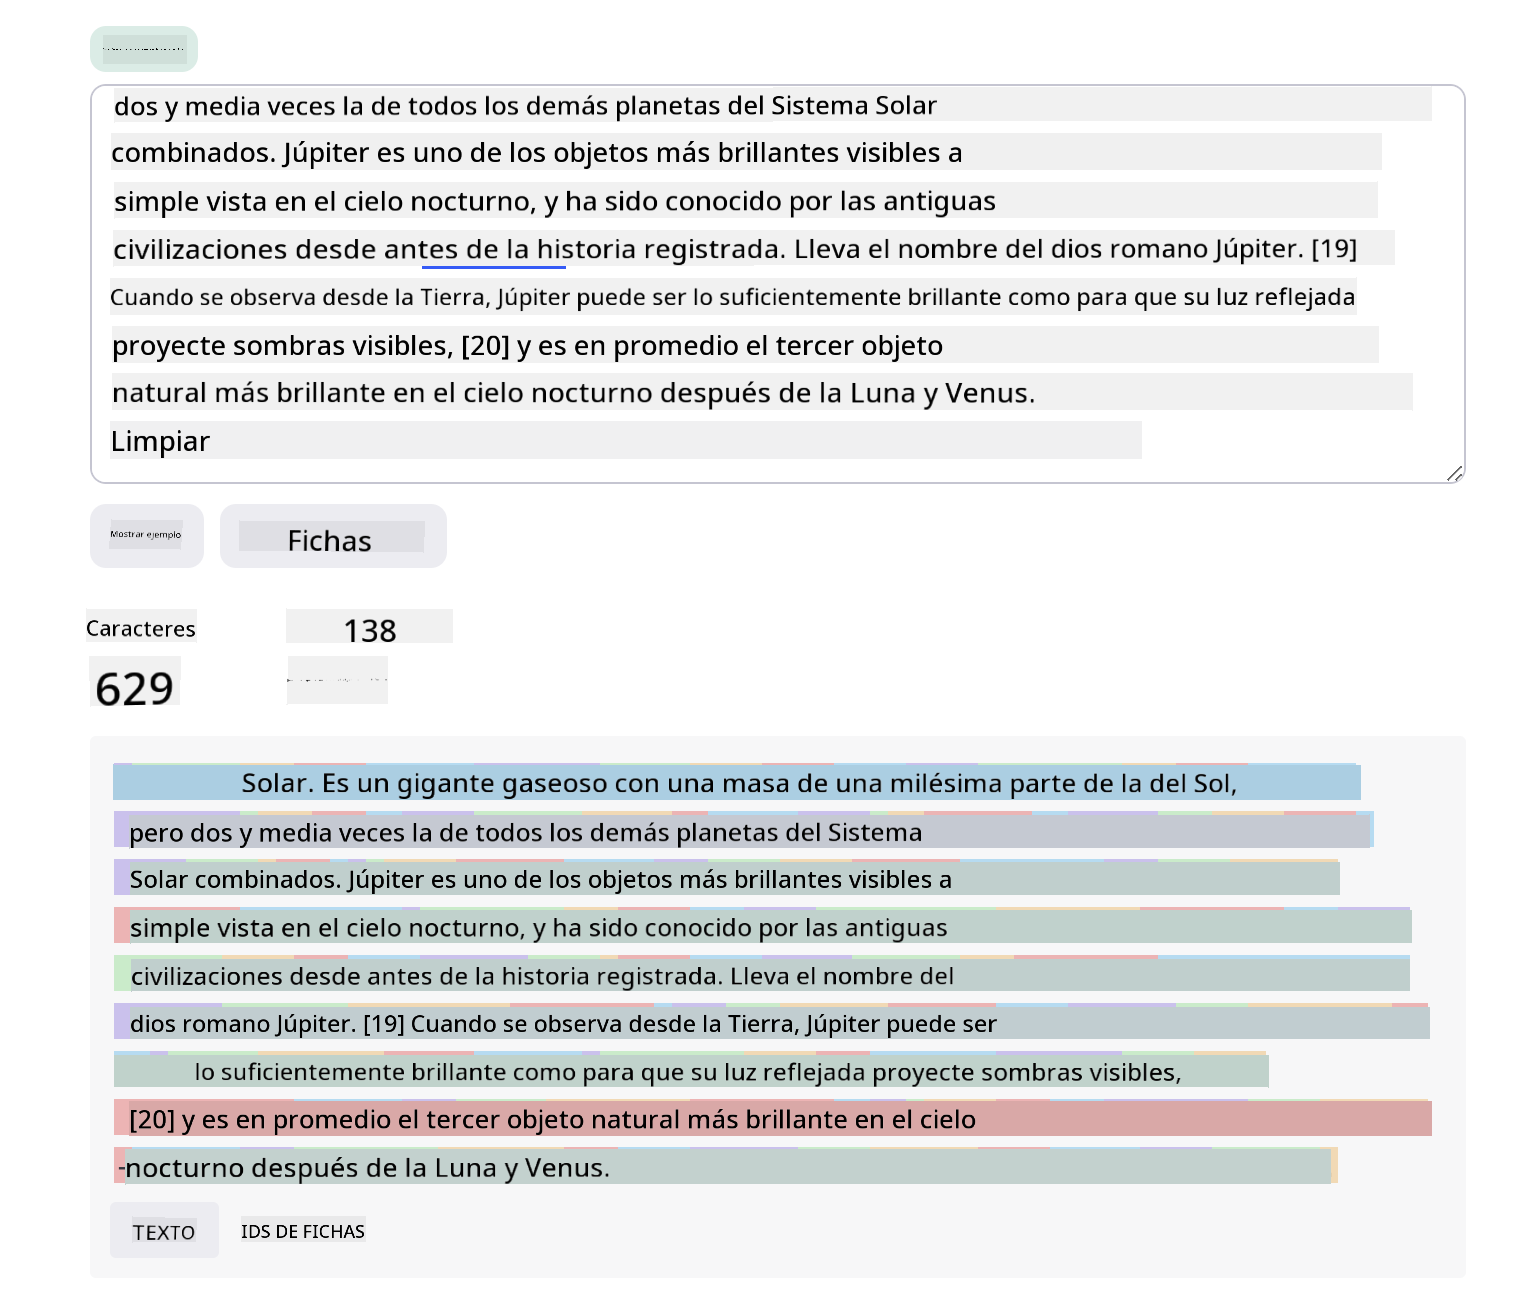 dos y media veces la de todos los demás planetas del Sistema Solar
combinados. Júpiter es uno de los objetos más brillantes visibles a
simple vista en el cielo nocturno, y ha sido conocido por las antiguas
civilizaciones desde antes de la historia registrada. Lleva el nombre del dios romano Júpiter. [19]
Cuando se observa desde la Tierra, Júpiter puede ser lo suficientemente brillante como para que su luz reflejada
proyecte sombras visibles, [20] y es en promedio el tercer objeto
natural más brillante en el cielo nocturno después de la Luna y Venus.
Limpiar
Mostrar ejemplo
Fichas
Caracteres
138
629
Solar. Es un gigante gaseoso con una masa de una milésima parte de la del Sol,
pero dos y media veces la de todos los demás planetas del Sistema
Solar combinados. Júpiter es uno de los objetos más brillantes visibles a
simple vista en el cielo nocturno, y ha sido conocido por las antiguas
civilizaciones desde antes de la historia registrada. Lleva el nombre del
dios romano Júpiter. [19] Cuando se observa desde la Tierra, Júpiter puede ser
lo suficientemente brillante como para que su luz reflejada proyecte sombras visibles,
[20] y es en promedio el tercer objeto natural más brillante en el cielo
-nocturno después de la Luna y Venus.
TEXTO
IDS DE FICHAS